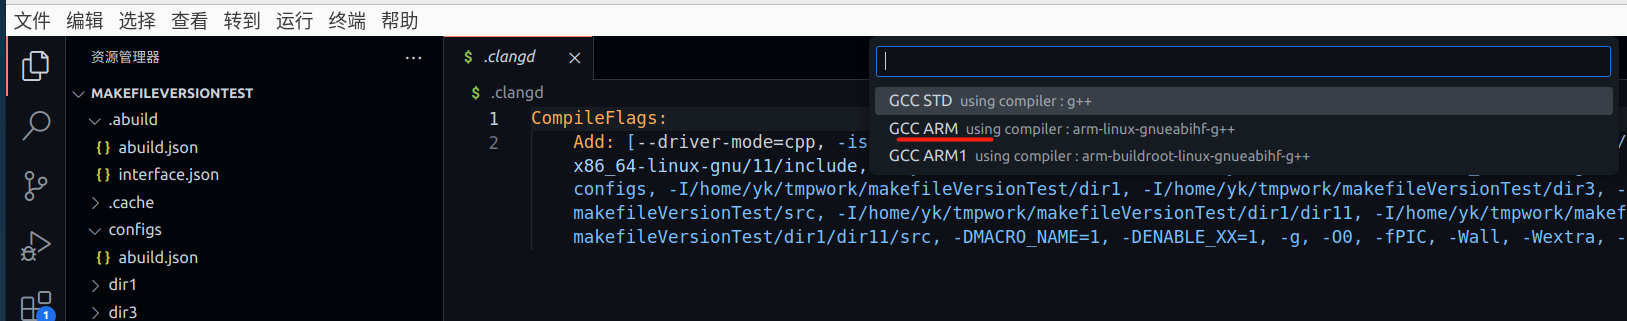 文件 编辑 选择 查看 转到 运行 终端 帮助
资源管理器 ...
MAKEFILEVERSIONTEST
.abuild
{} abuild.json
{} interface.json
.cache
configs
{} abuild.json
dir1
dir3
1
$ .clangd ×
$ .clangd
1 CompileFlags:
2 Add: [--driver-mode=cpp, -is
x86_64-linux-gnu/11/include,
configs, -I/home/yk/tmpwork/makefileVersionTest/dir1, -I/home/yk/tmpwork/makefileVersionTest/dir3, -
makefileVersionTest/src, -I/home/yk/tmpwork/makefileVersionTest/dir1/dir11, -I/home/yk/tmpwork/makef
makefileVersionTest/dir1/dir11/src, -DMACRO_NAME=1, -DENABLE_XX=1, -g, -O0, -fPIC, -Wall, -Wextra, -
GCC STD using compiler : g++
GCC ARM using compiler : arm-linux-gnueabihf-g++
GCC ARM1 using compiler : arm-buildroot-linux-gnueabihf-g++